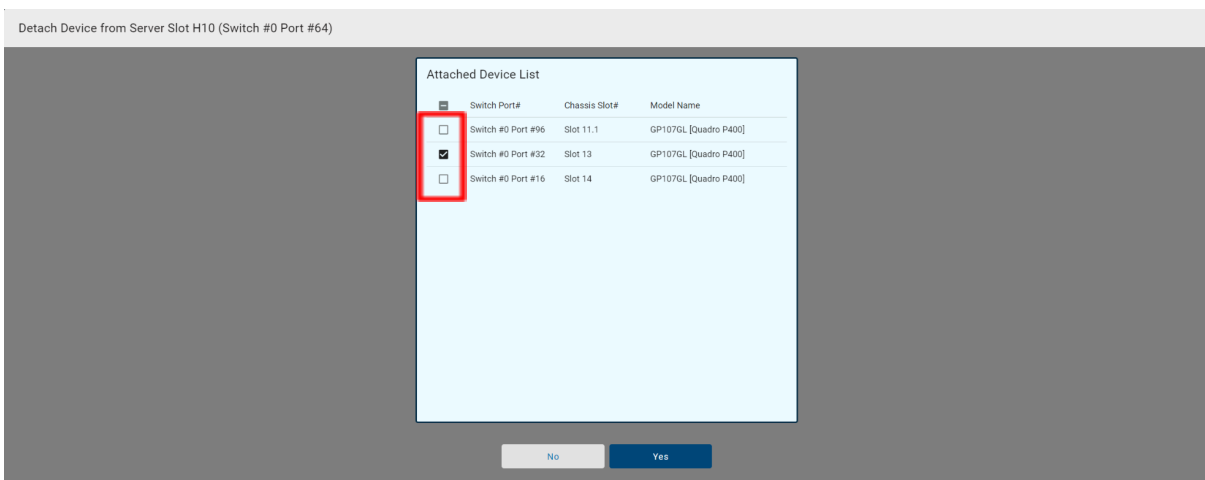 Detach Device from Server Slot H10 (Switch #0 Port #64)
Attached Device List
Switch Port# Chassis Slot# Model Name
Switch #0 Port #96 Slot 11.1 GP107GL [Quadro P400]
Switch #0 Port #32 Slot 13 GP107GL [Quadro P400]
Switch #0 Port #16 Slot 14 GP107GL [Quadro P400]
No Yes